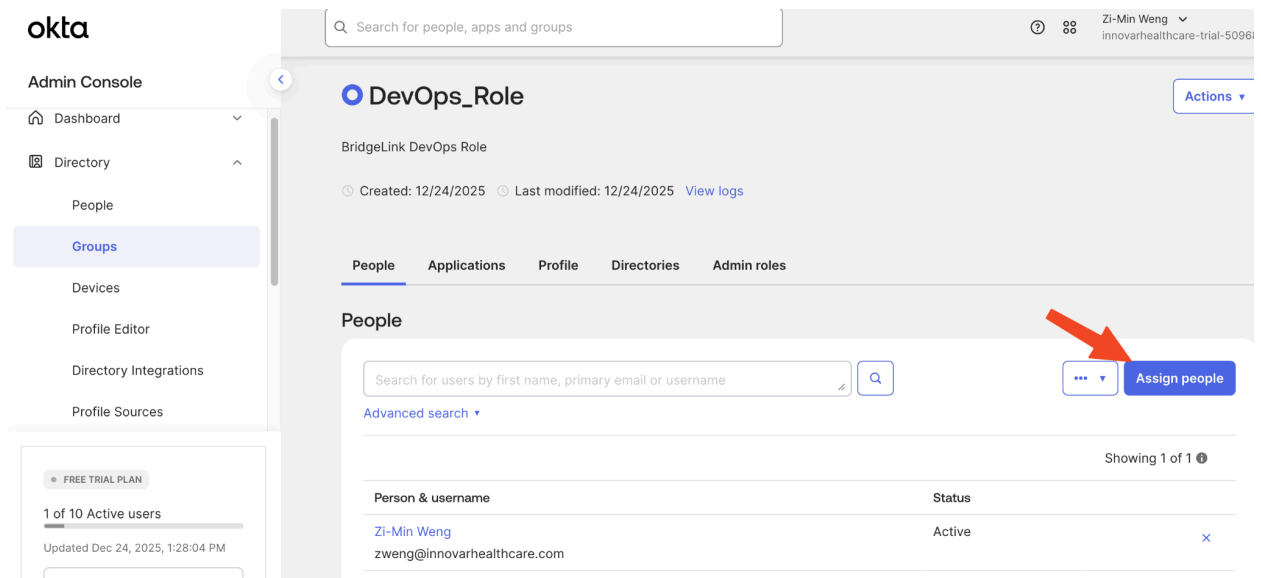 okta
Search for people, apps and groups
Zi-Min Weng
innovarhealthcare-trial-5096
Admin Console
Dashboard
Directory
People
Groups
Devices
Profile Editor
Directory Integrations
Profile Sources
FREE TRIAL PLAN
1 of 10 Active users
Updated Dec 24, 2025, 1:28:04 PM
DevOps_Role
Actions
BridgeLink DevOps Role
Created: 12/24/2025 Last modified: 12/24/2025 View logs
People Applications Profile Directories Admin roles
People
Search for users by first name, primary email or username
Assign people
Advanced search
Showing 1 of 1
Person & username Status
Zi-Min Weng Active
zweng@innovarhealthcare.com